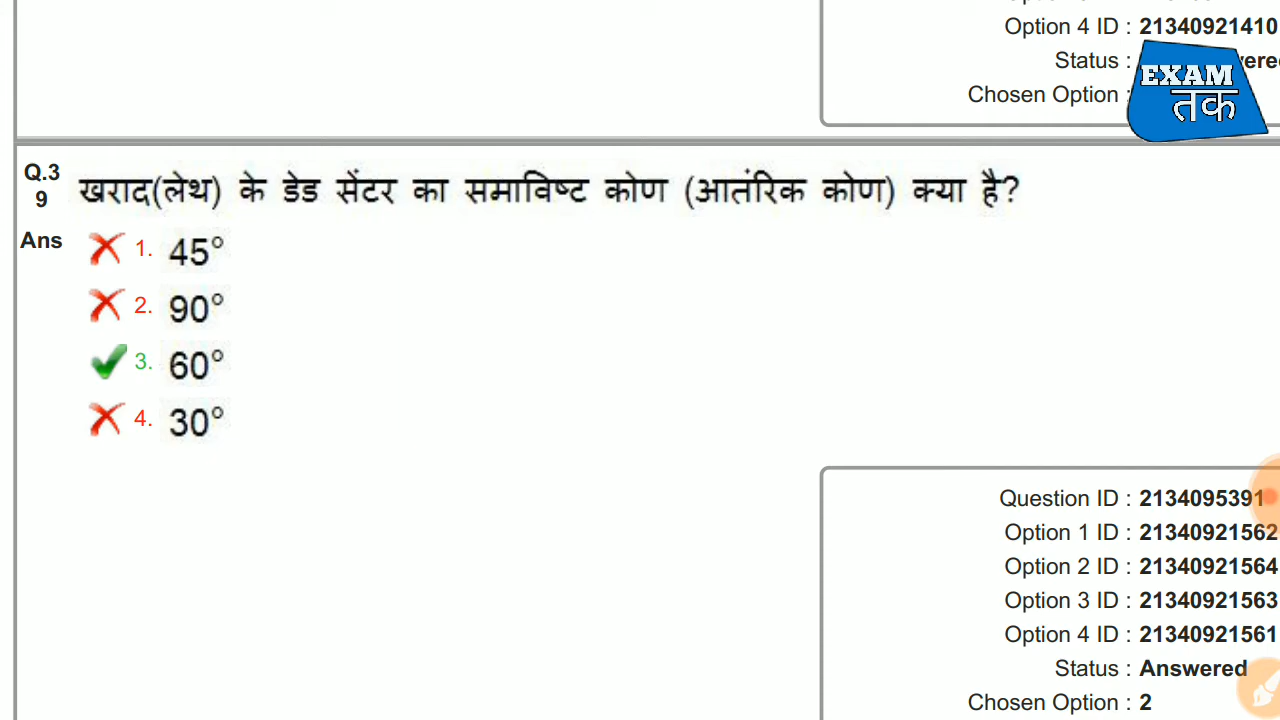 Option 4 ID : 21340921410
Status :
Chosen Option :
EXAM
तक
Q.3
9
खराद(लेथ) के डेड सेंटर का समाविष्ट कोण (आतंरिक कोण) क्या है?
Ans
1. 45°
2. 90°
3. 60°
4. 30°
Question ID : 2134095391
Option 1 ID : 21340921562
Option 2 ID : 21340921564
Option 3 ID : 21340921563
Option 4 ID : 21340921561
Status : Answered
Chosen Option : 2